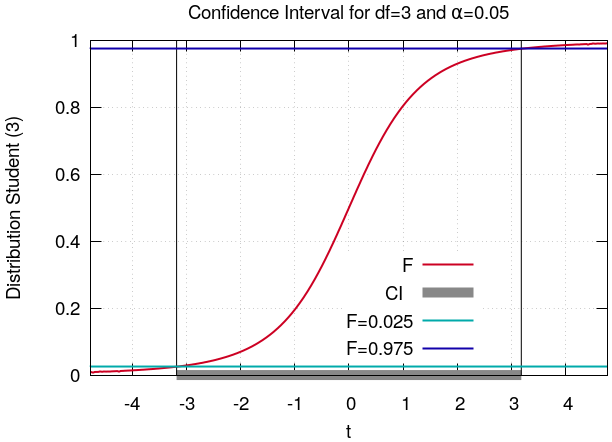 Confidence Interval for df=3 and α=0.05
Distribution Student (3)
1
0.8
0.6
0.4
0.2
0
F
CI
F=0.025
F=0.975
-4 -3 -2 -1 0 1 2 3 4
t